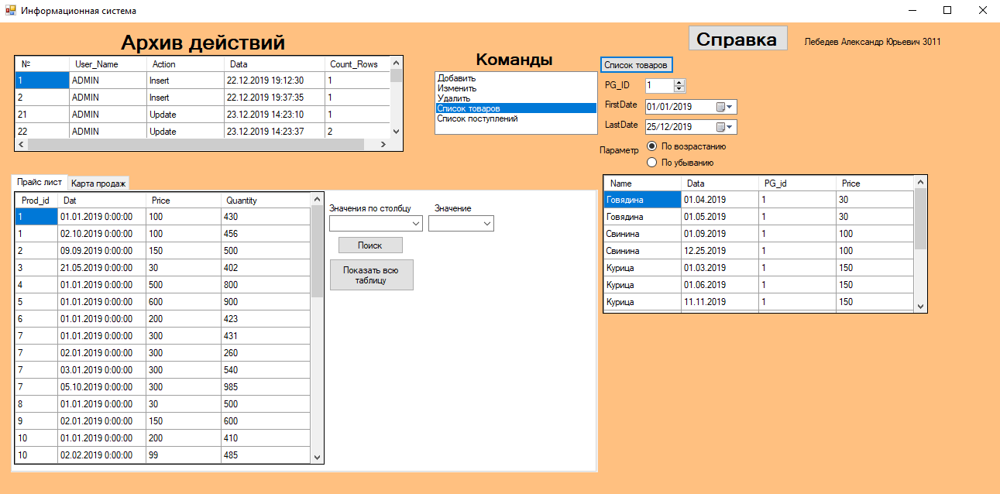 Информационная система
Архив действий
Справка
Лебедев Александр Юрьевич 3011
№ User_Name Action Data Count_Rows
1 ADMIN Insert 22.12.2019 19:12:30 1
2 ADMIN Insert 22.12.2019 19:37:35 1
21 ADMIN Update 23.12.2019 14:23:10 1
22 ADMIN Update 23.12.2019 14:23:37 2
Команды
Добавить
Изменить
Удалить
Список товаров
Список поступлений
Список товаров
PG_ID 1
FirstDate 01/01/2019
LastDate 25/12/2019
Параметр
По возрастанию
По убыванию
Прайс лист Карта продаж
Prod_id Dat Price Quantity
1 01.01.2019 0:00:00 100 430
1 02.10.2019 0:00:00 100 456
2 09.09.2019 0:00:00 150 500
3 21.05.2019 0:00:00 30 402
4 01.01.2019 0:00:00 500 800
5 01.01.2019 0:00:00 600 900
6 01.01.2019 0:00:00 200 423
7 01.01.2019 0:00:00 300 431
7 02.01.2019 0:00:00 300 260
7 03.01.2019 0:00:00 300 540
7 05.10.2019 0:00:00 300 985
8 01.01.2019 0:00:00 30 500
9 02.01.2019 0:00:00 150 600
10 01.01.2019 0:00:00 200 410
10 02.02.2019 0:00:00 99 485
Значения по столбцу Значение
Поиск
Показать всю
таблицу
Name Data PG_id Price
Говядина 01.04.2019 1 30
Говядина 01.05.2019 1 30
Свинина 01.09.2019 1 100
Свинина 12.25.2019 1 100
Курица 01.03.2019 1 150
Курица 01.06.2019 1 150
Курица 11.11.2019 1 150